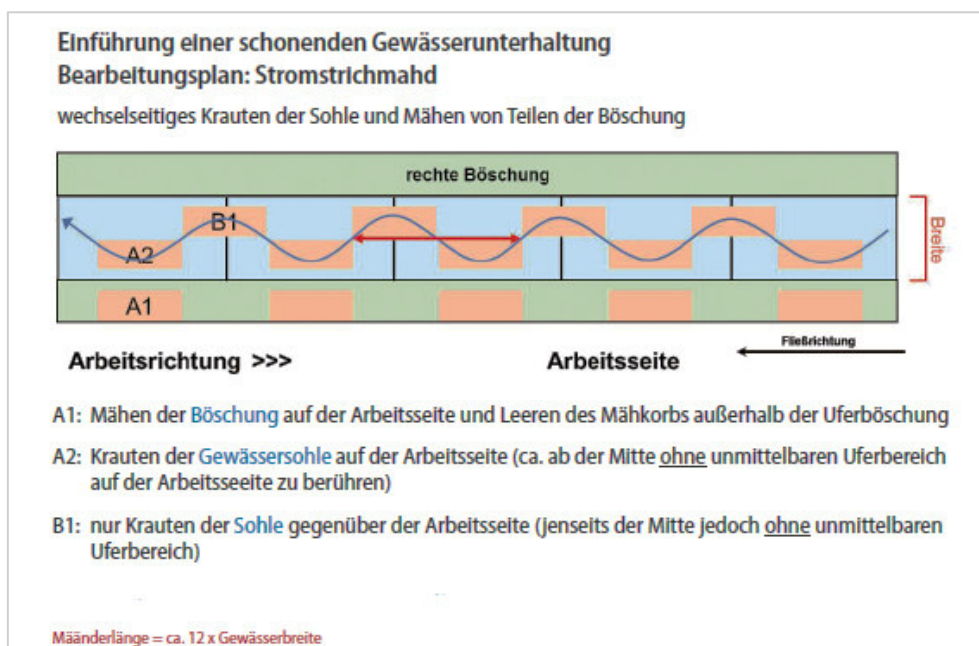 Einführung einer schonenden Gewässerunterhaltung
Bearbeitungsplan: Stromstrichmahd
wechselseitiges Krauten der Sohle und Mähen von Teilen der Böschung
rechte Böschung
B1
A2
Breite
A1
Arbeitsrichtung >>>
Arbeitsseite
Fließrichtung
A1: Mähen der Böschung auf der Arbeitsseite und Leeren des Mähkorbs außerhalb der Uferböschung
A2: Krauten der Gewässersohle auf der Arbeitsseite (ca. ab der Mitte ohne unmittelbaren Uferbereich
auf der Arbeitsseeite zu berühren)
B1: nur Krauten der Sohle gegenüber der Arbeitsseite (jenseits der Mitte jedoch ohne unmittelbaren
Uferbereich)
Määnderlänge = ca. 12 x Gewässerbreite